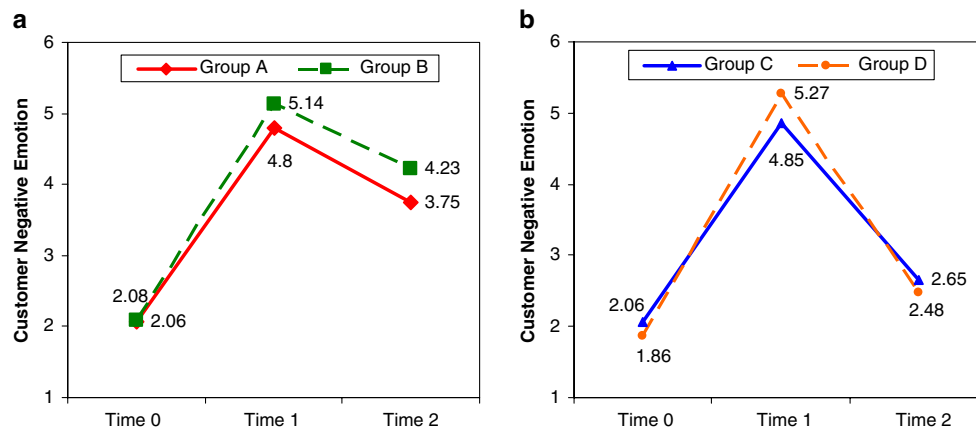 a
Customer Negative Emotion
6
5
4
3
2
1
Group A
Group B
5.14
4.8
4.23
3.75
2.08
2.06
Time 0
Time 1
Time 2
b
Customer Negative Emotion
6
5
4
3
2
1
Group C
Group D
5.27
4.85
2.65
2.48
2.06
1.86
Time 0
Time 1
Time 2